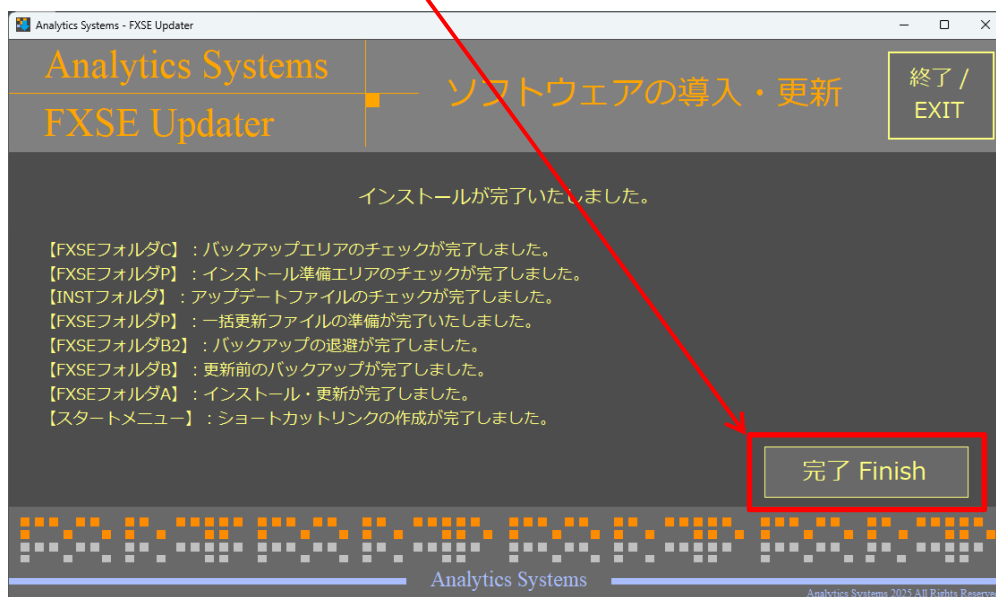 Analytics Systems - FXSE Updater
Analytics Systems
FXSE Updater
ソフトウェアの導入・更新
終了 /
EXIT
インストールが完了いたしました。
【FXSEフォルダC】：バックアップエリアのチェックが完了しました。
【FXSEフォルダP】：インストール準備エリアのチェックが完了しました。
【INSTフォルダ】：アップデートファイルのチェックが完了しました。
【FXSEフォルダP】：一括更新ファイルの準備が完了いたしました。
【FXSEフォルダB2】：バックアップの退避が完了しました。
【FXSEフォルダB】：更新前のバックアップが完了しました。
【FXSEフォルダA】：インストール・更新が完了しました。
【スタートメニュー】：ショートカットリンクの作成が完了しました。
完了 Finish
Analytics Systems
Analytics Systems 2025 All Rights Reserve